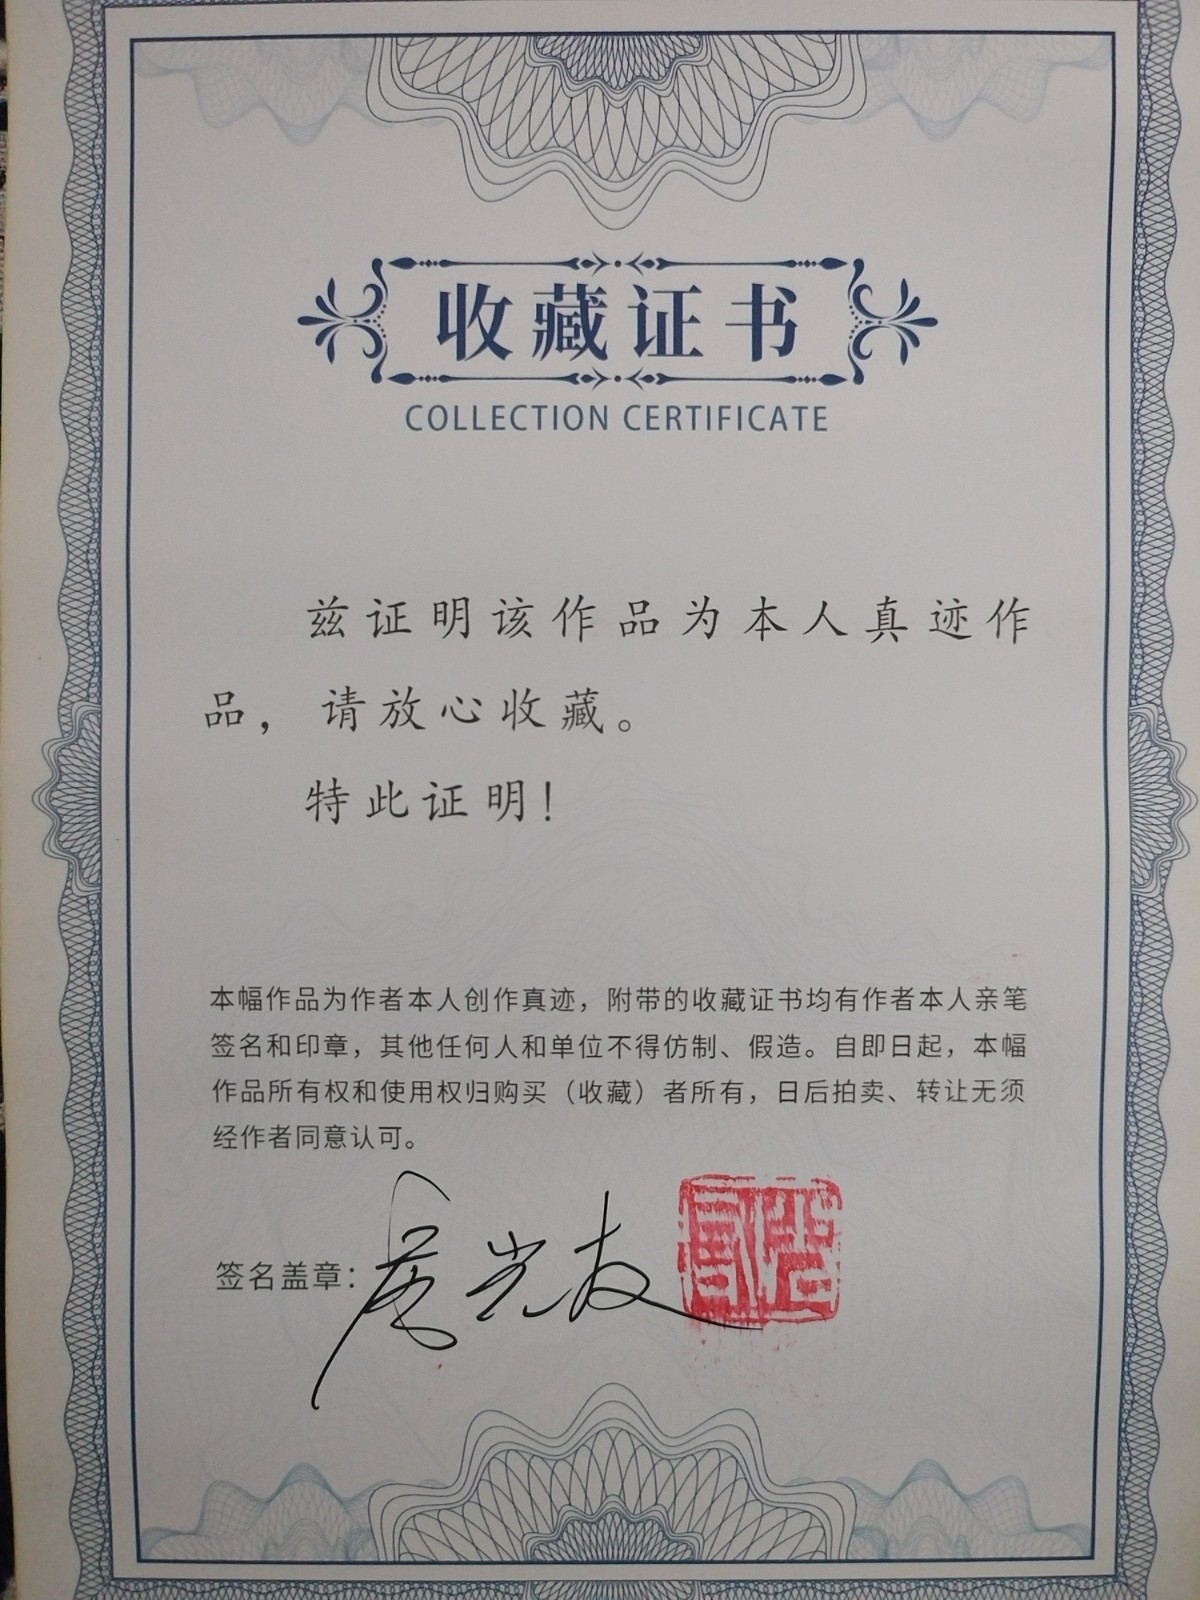 收藏证书
COLLECTION CERTIFICATE
兹证明该作品为本人真迹作
品，请放心收藏。
特此证明！
本幅作品为作者本人创作真迹，附带的收藏证书均有作者本人亲笔
签名和印章，其他任何人和单位不得仿制、假造。自即日起，本幅
作品所有权和使用权归购买（收藏）者所有，日后拍卖、转让无须
经作者同意认可。
签名盖章：